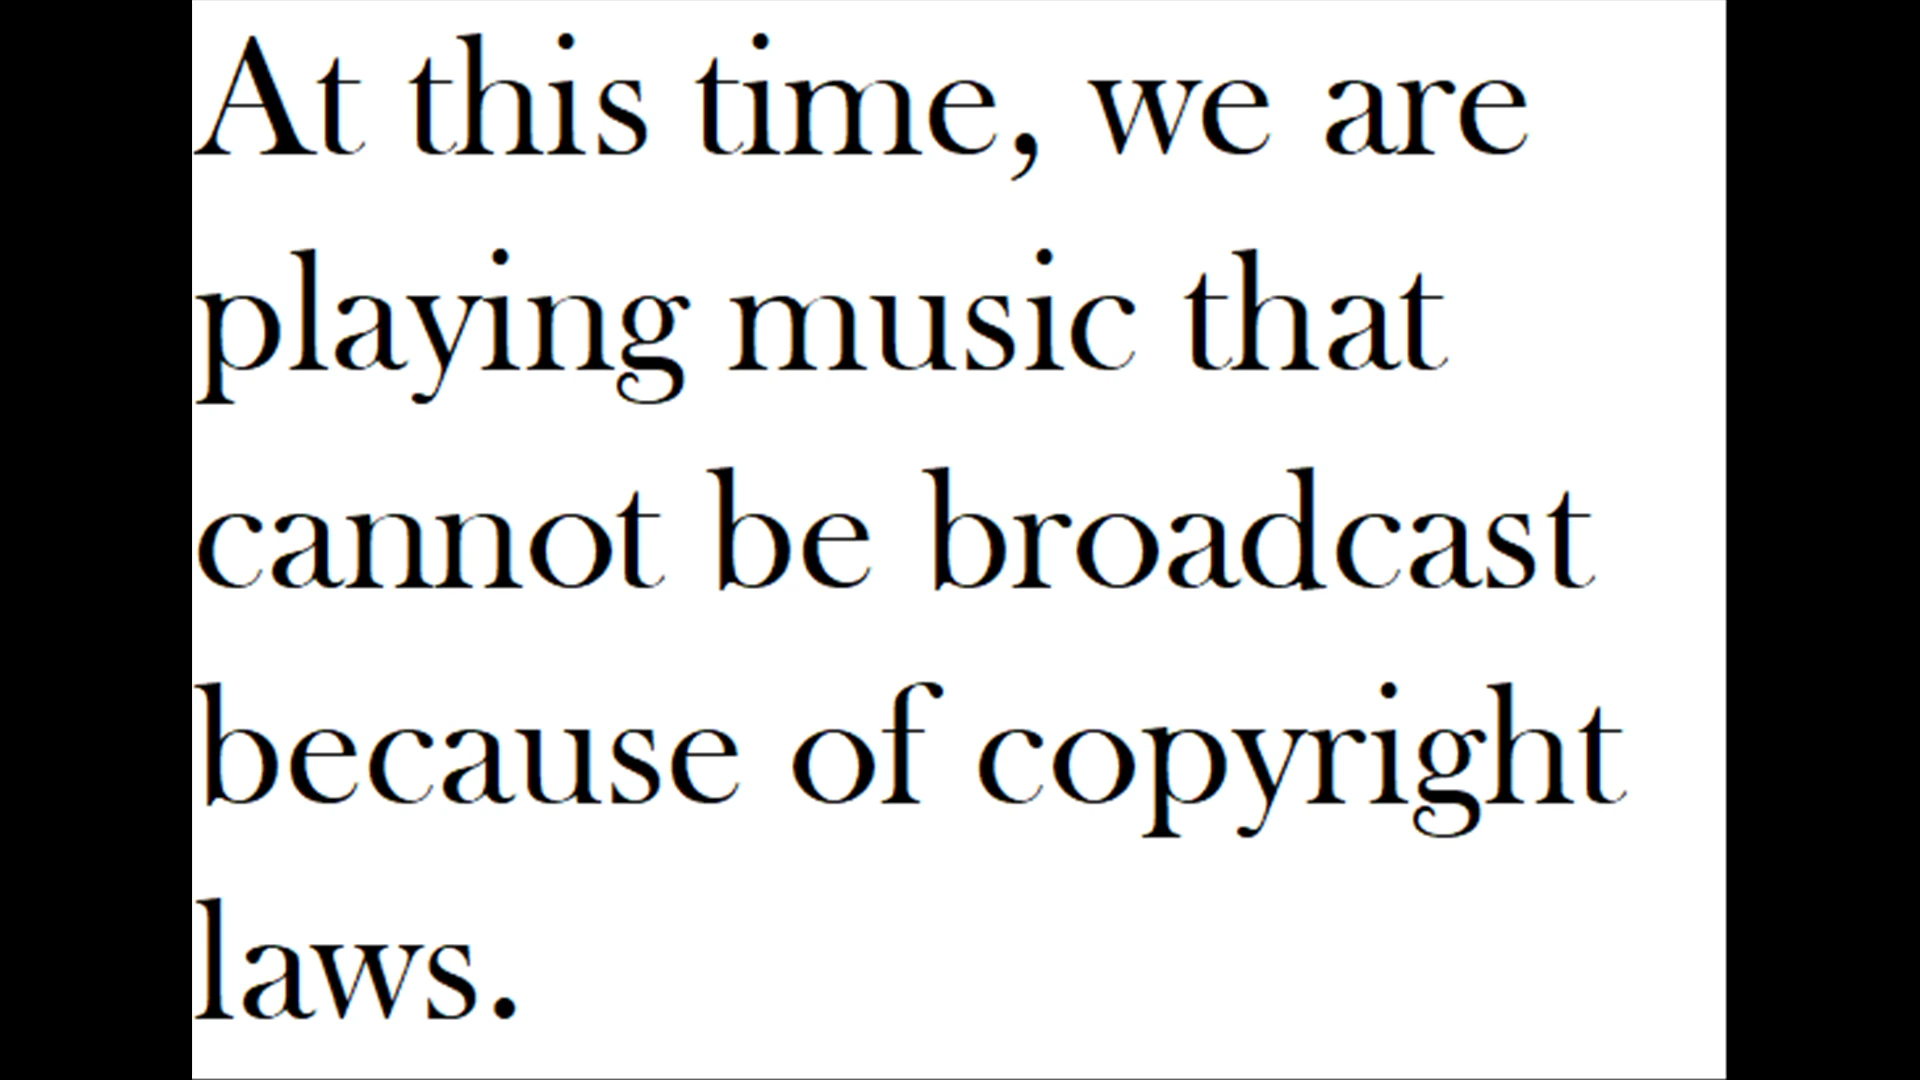 At this time, we are
playing music that
cannot be broadcast
because of copyright
laws.